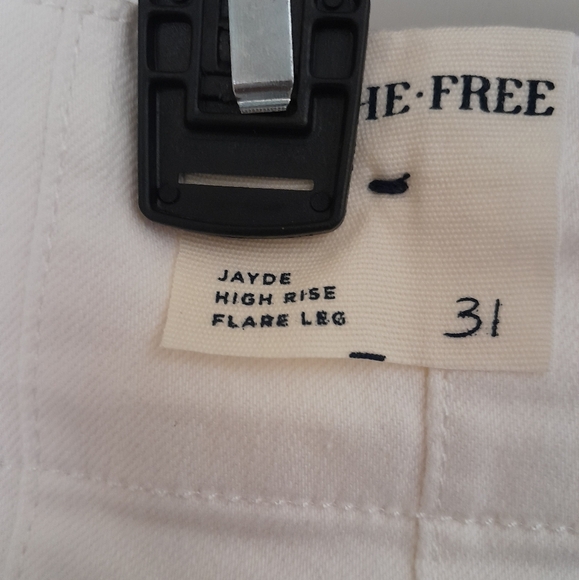 HE·FREE
JAYDE
HIGH RISE
FLARE LEG
31